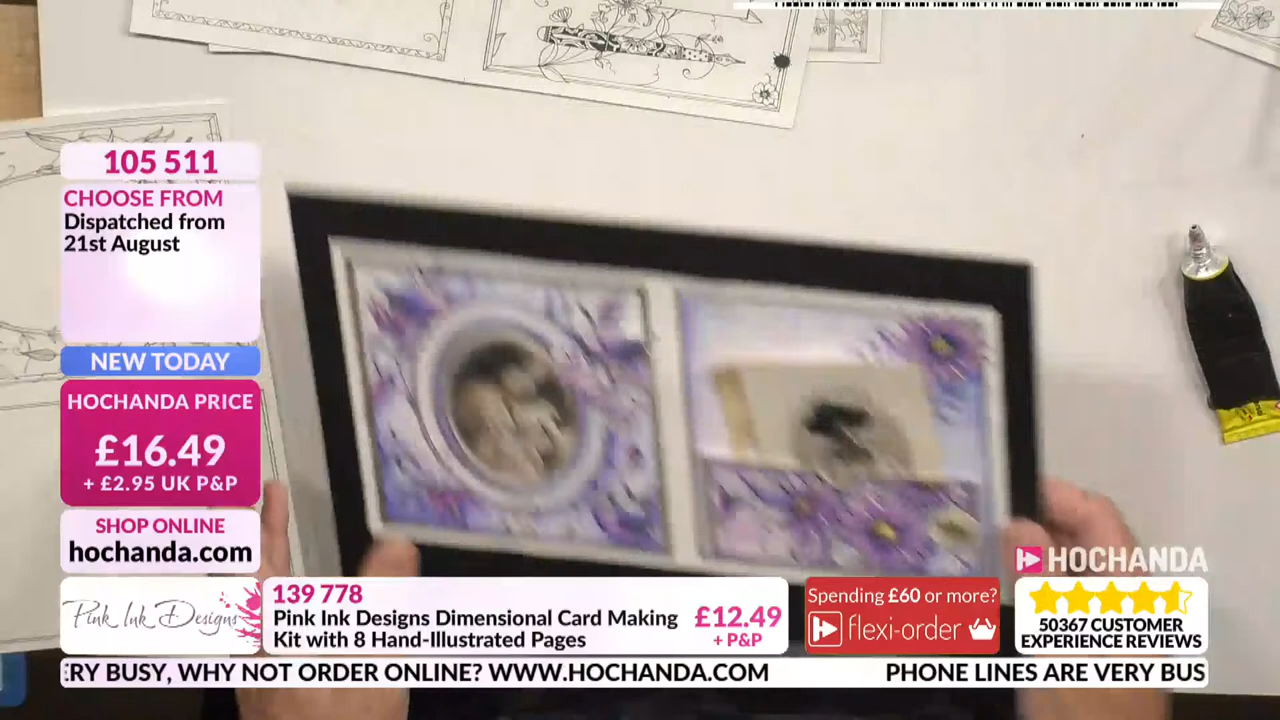 105 511
CHOOSE FROM
Dispatched from
21st August
NEW TODAY
HOCHANDA PRICE
£16.49
+ £2.95 UK P&P
SHOP ONLINE
hochanda.com
HOCHANDA
Pink Ink Designs
139 778
Pink Ink Designs Dimensional Card Making
Kit with 8 Hand-Illustrated Pages
£12.49
+ P&P
Spending £60 or more?
flexi-order
50367 CUSTOMER
EXPERIENCE REVIEWS
ERY BUSY, WHY NOT ORDER ONLINE? WWW.HOCHANDA.COM PHONE LINES ARE VERY BUS